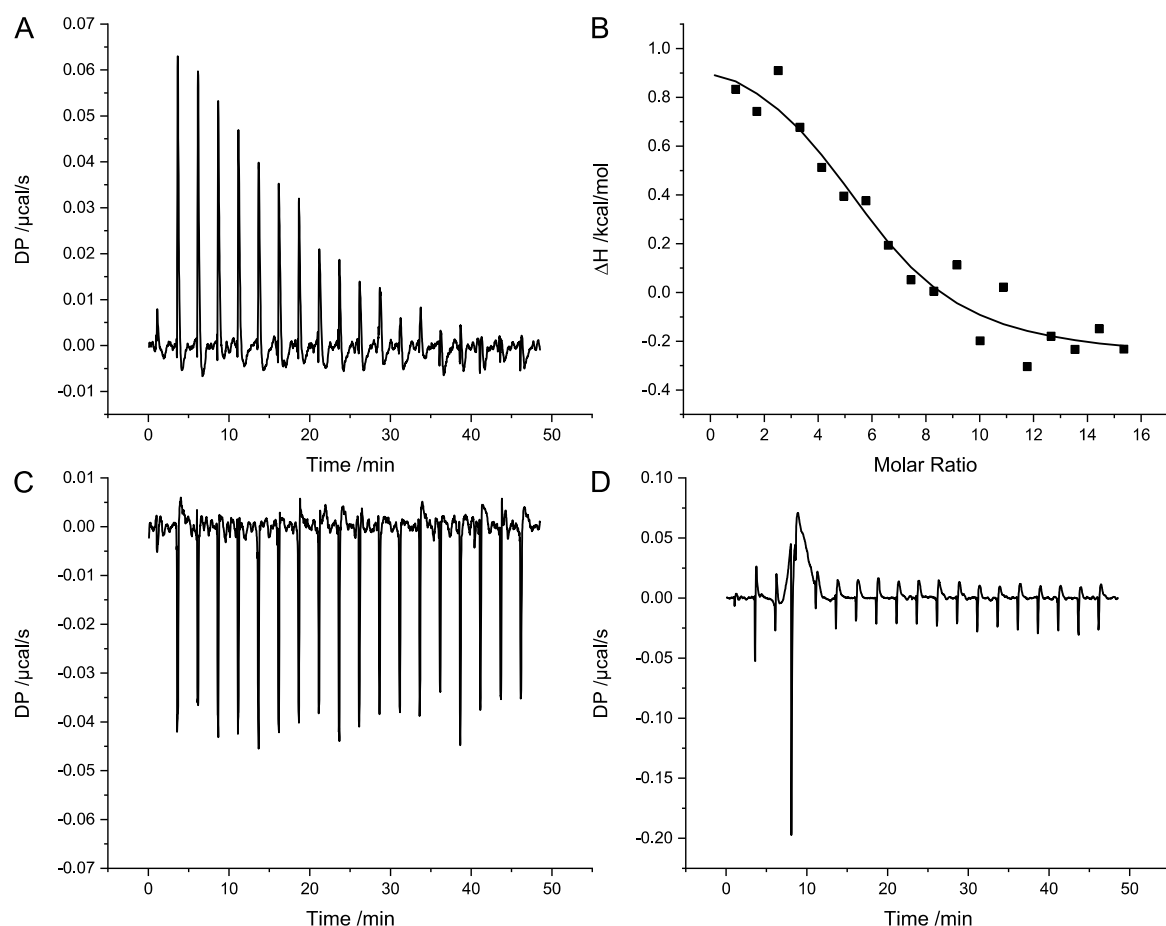 A
0.07
0.06
0.05
0.04
0.03
0.02
0.01
0.00
-0.01
DP /µcal/s
0 10 20 30 40 50
Time /min
B
1.0
0.8
0.6
0.4
0.2
0.0
-0.2
-0.4
ΔH /kcal/mol
0 2 4 6 8 10 12 14 16
Molar Ratio
C
0.01
0.00
-0.01
-0.02
-0.03
-0.04
-0.05
-0.06
-0.07
DP /µcal/s
0 10 20 30 40 50
Time /min
D
0.10
0.05
0.00
-0.05
-0.10
-0.15
-0.20
DP /µcal/s
0 10 20 30 40 50
Time /min